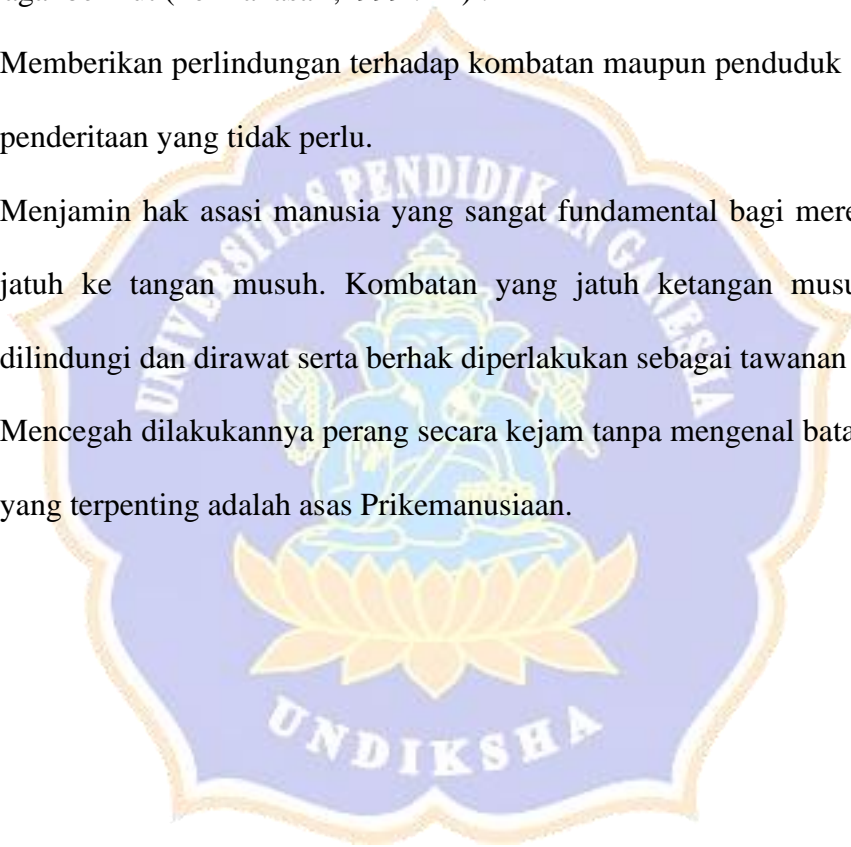 Memberikan perlindungan terhadap kombatan maupun penduduk
penderitaan yang tidak perlu.
Menjamin hak asasi manusia yang sangat fundamental bagi mere
jatuh ke tangan musuh. Kombatan yang jatuh ketangan musu
dilindungi dan dirawat serta berhak diperlakukan sebagai tawanan
Mencegah dilakukannya perang secara kejam tanpa mengenal bata
yang terpenting adalah asas Prikemanusiaan.
UNIVERSITAS PENDIDIKAN GANESHA
UNDIKSHA